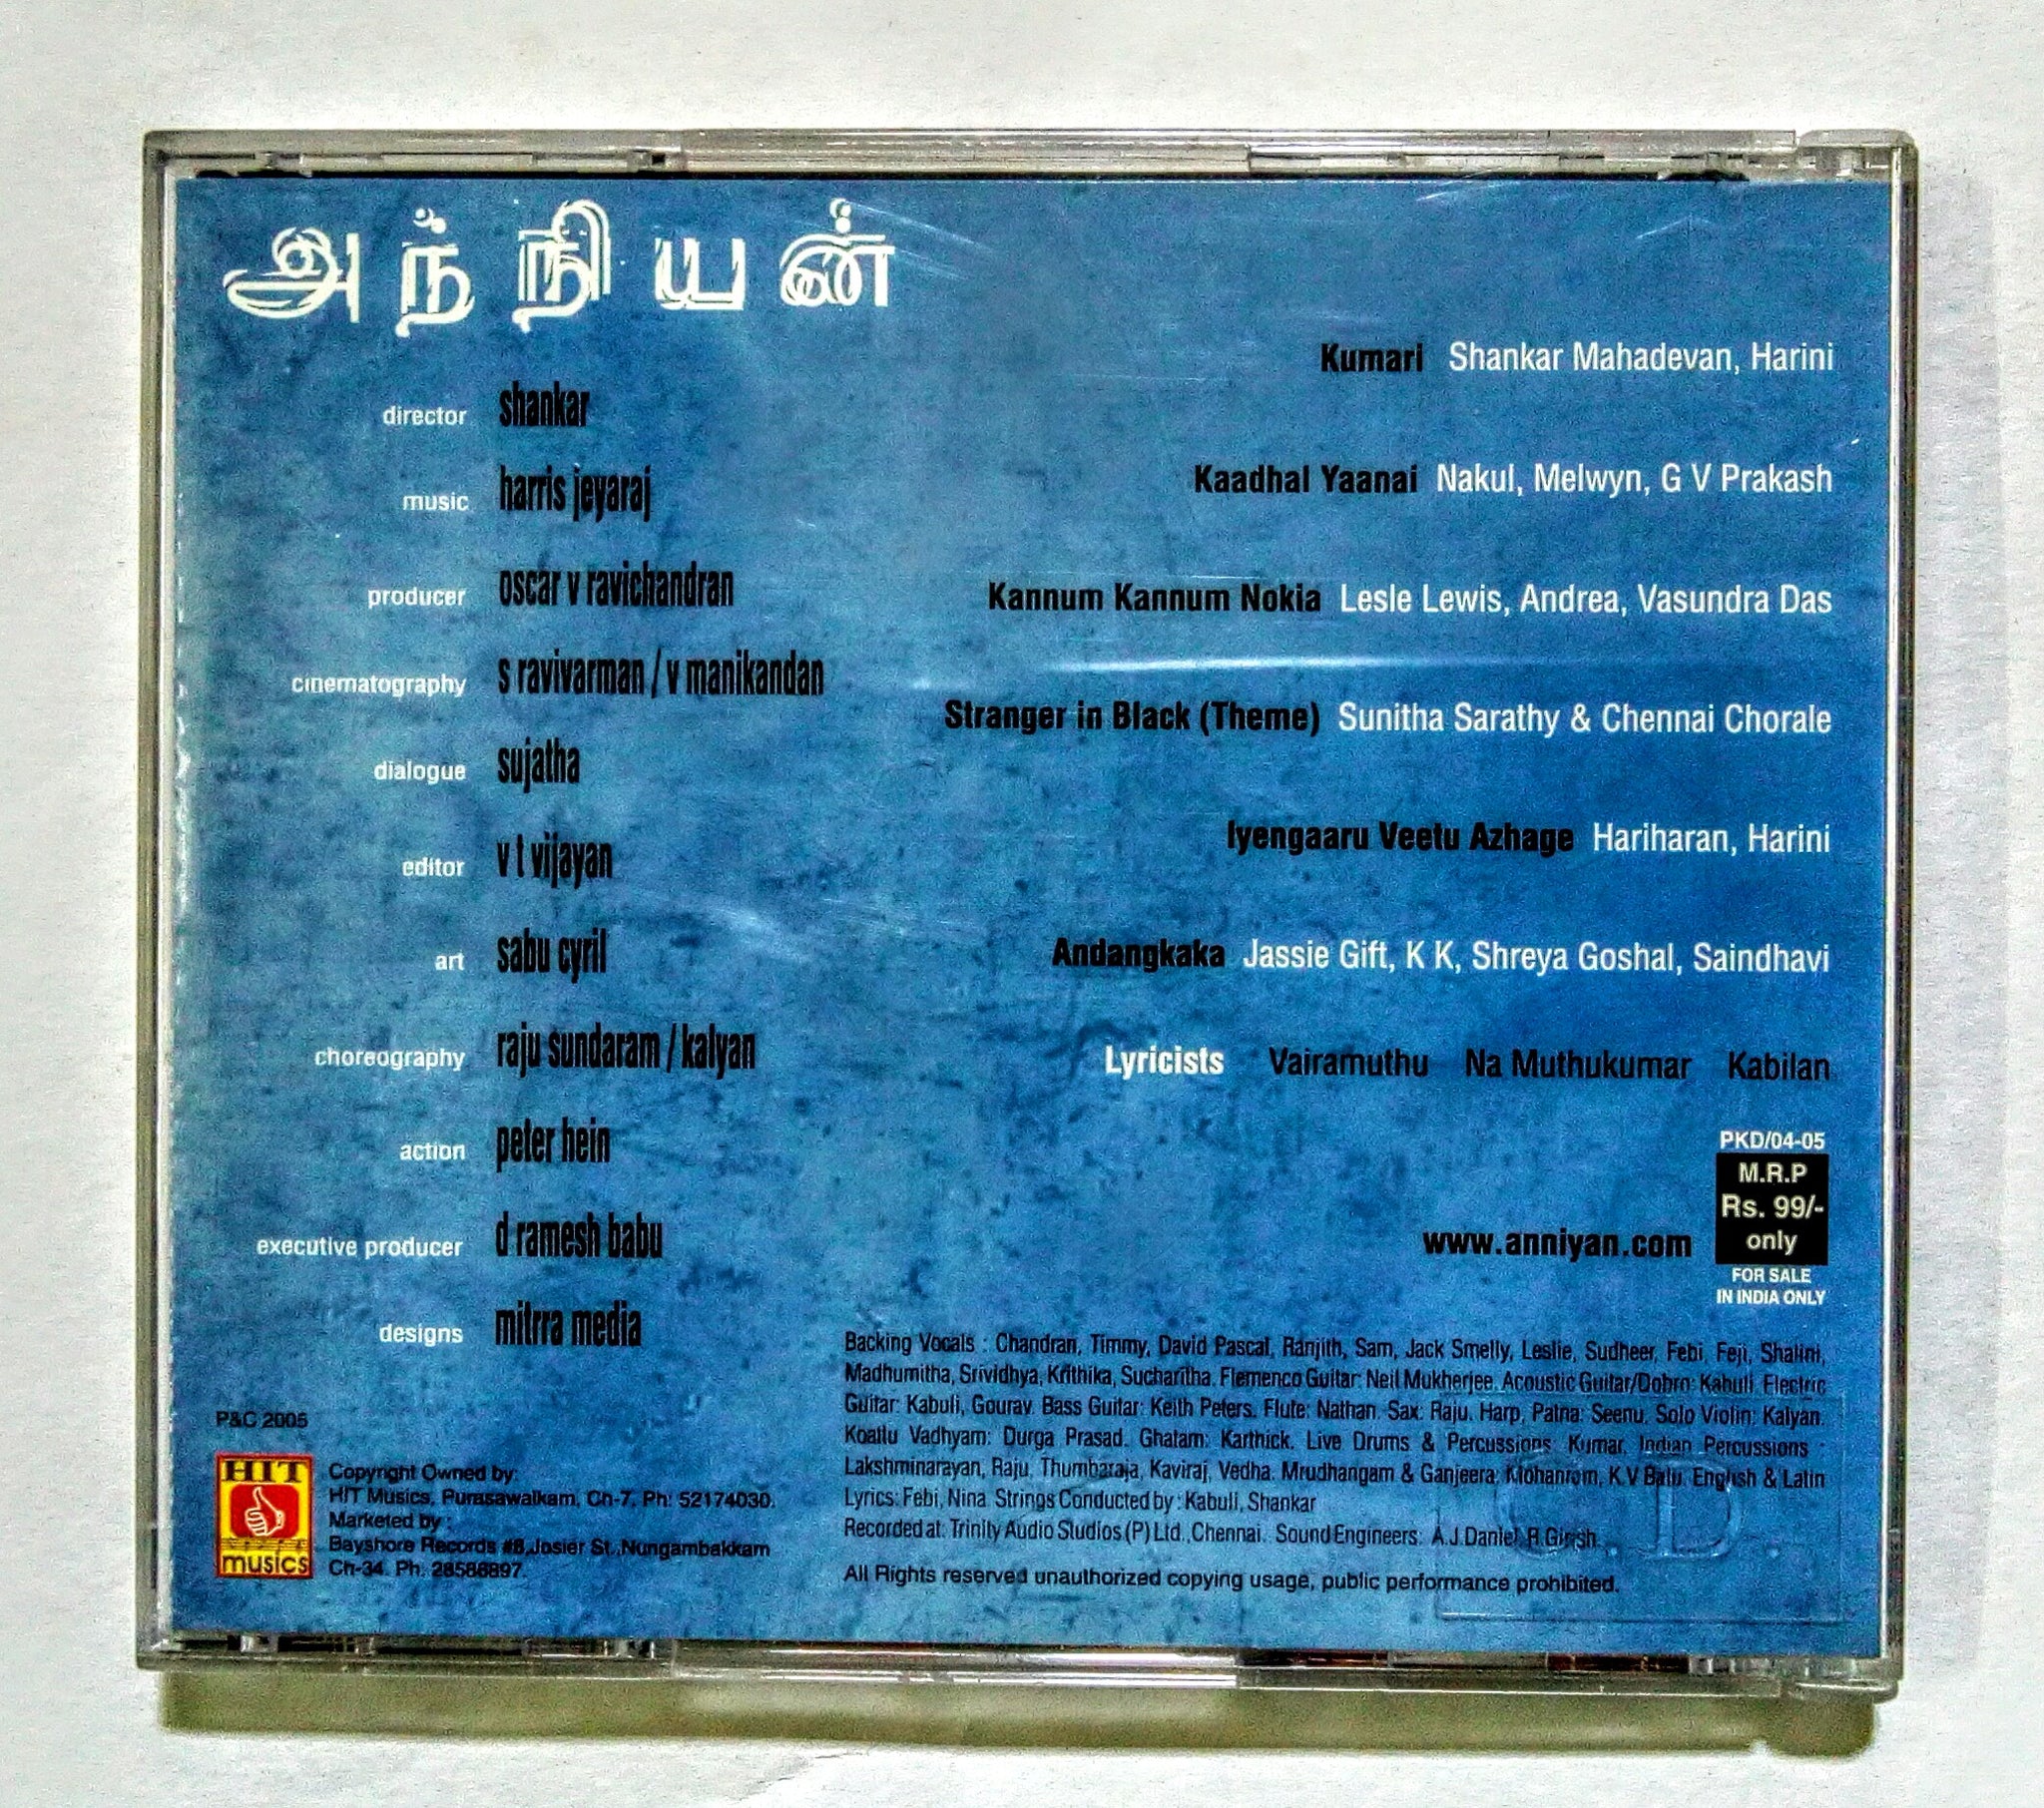 அந்நியன்
director shankar
music harris jeyaraj
producer oscar v ravichandran
cinematography s ravivarman / v manikandan
dialogue sujatha
editor v t vijayan
art sabu cyril
choreography raju sundaram / kalyan
action peter hein
executive producer d ramesh babu
designs mitrra media
Kumari Shankar Mahadevan, Harini
Kaadhal Yaanai Nakul, Melwyn, G V Prakash
Kannum Kannum Nokia Lesle Lewis, Andrea, Vasundra Das
Stranger in Black (Theme) Sunitha Sarathy & Chennai Chorale
Iyengaaru Veetu Azhage Hariharan, Harini
Andangkaka Jassie Gift, K K, Shreya Goshal, Saindhavi
Lyricists Vairamuthu Na Muthukumar Kabilan
PKD/04-05
M.R.P
Rs. 99/-
only
FOR SALE
IN INDIA ONLY
www.anniyan.com
Backing Vocals : Chandran, Timmy, David Pascal, Ranjith, Sam, Jack Smelly, Leslie, Sudheer, Febi, Feji, Shalini,
Madhumitha, Srividhya, Krithika, Sucharitha. Flemenco Guitar: Neil Mukherjee. Acoustic Guitar/Dobro: Kabuli. Electric
Guitar: Kabuli, Gourav. Bass Guitar: Keith Peters. Flute: Nathan. Sax: Raju. Harp, Patna: Seenu. Solo Violin: Kalyan.
Koattu Vadhyam: Durga Prasad. Ghatam: Karthick. Live Drums & Percussions: Kumar. Indian Percussions :
Lakshminarayan, Raju, Thumbaraja, Kaviraj, Vedha. Mrudhangam & Ganjeera: Mohanrom, K.V Balu. English & Latin
Lyrics: Febi, Nina. Strings Conducted by : Kabuli, Shankar
Recorded at: Trinity Audio Studios (P) Ltd., Chennai. Sound Engineers: A.J. Daniel, R.Girish.
All Rights reserved unauthorized copying usage, public performance prohibited.
P&C 2005
HIT
musics
Copyright Owned by:
HIT Musics, Purasawalkam, Ch-7, Ph: 52174030.
Marketed by :
Bayshore Records #8,Josier St.,Nungambakkam
Ch-34. Ph: 28588897.